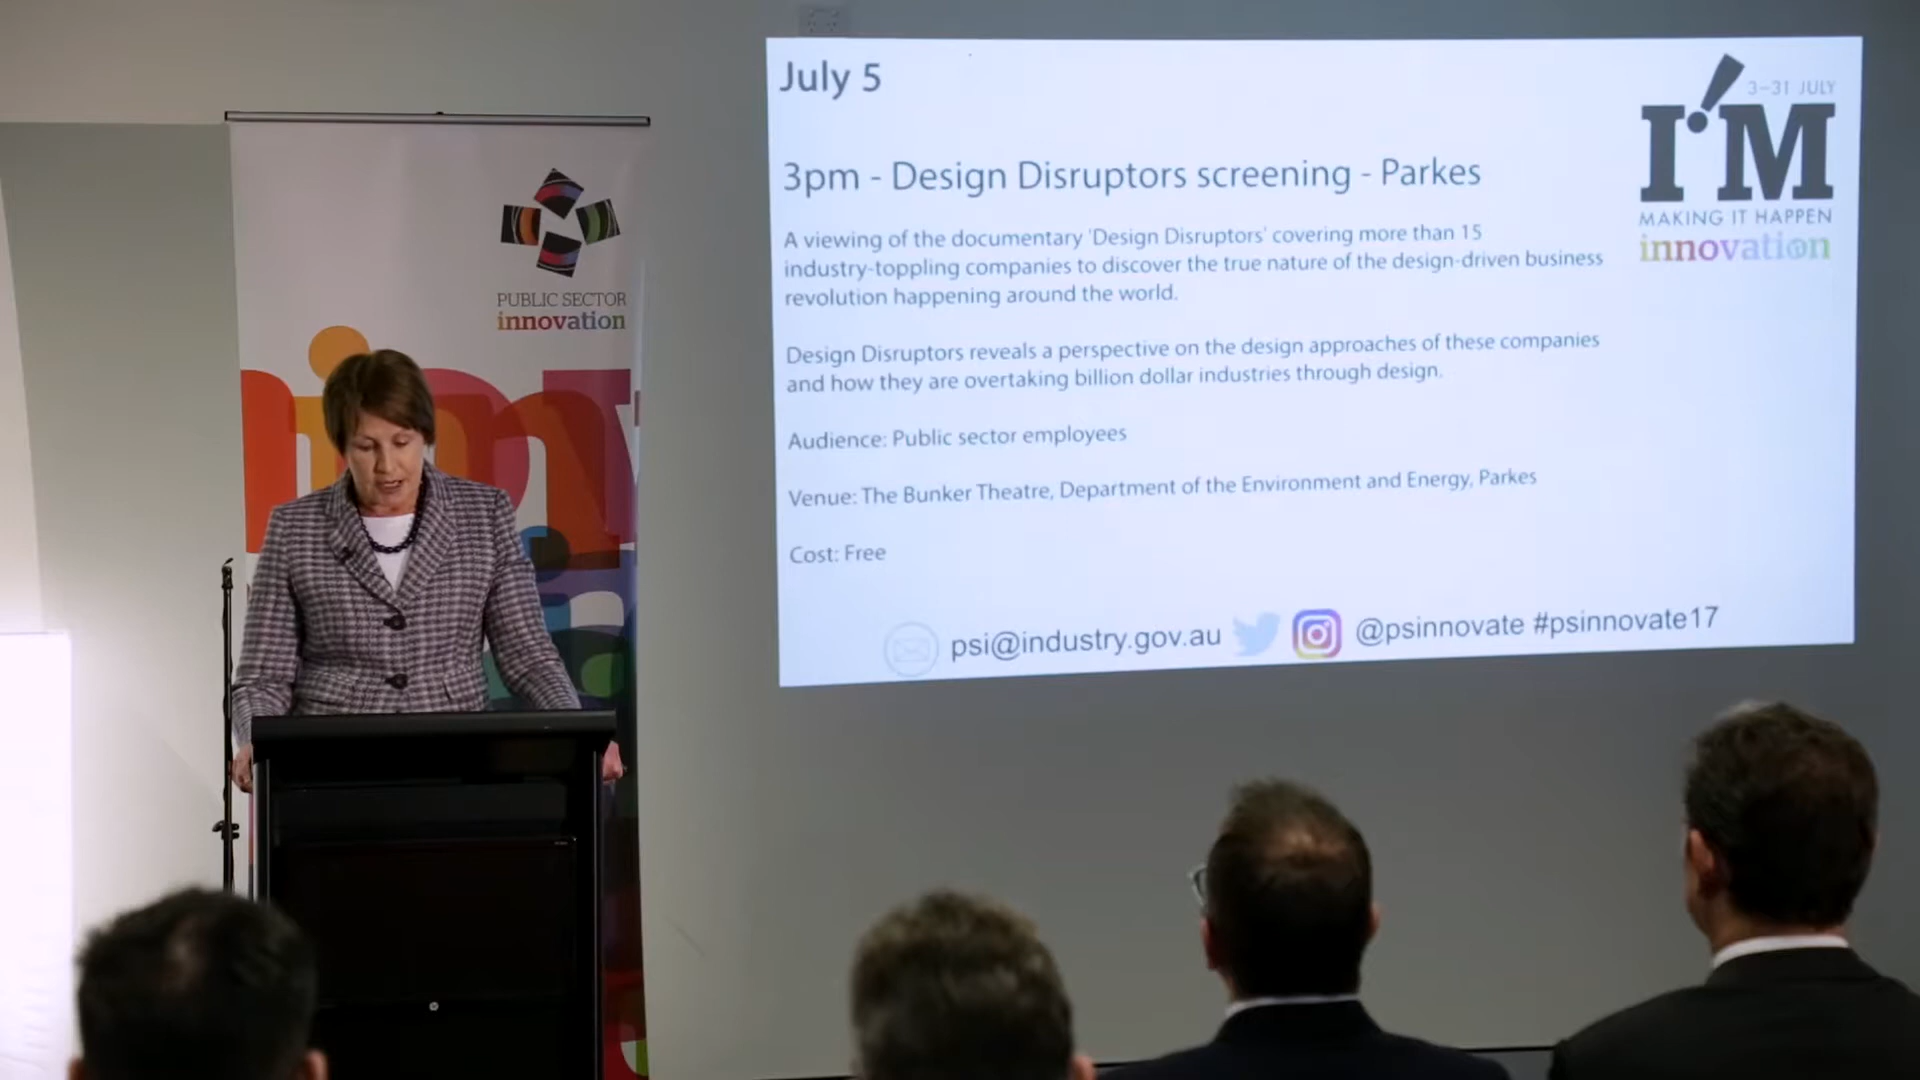 July 5
3–31 JULY
I'M
MAKING IT HAPPEN
innovation
3pm - Design Disruptors screening - Parkes
A viewing of the documentary 'Design Disruptors' covering more than 15
industry-toppling companies to discover the true nature of the design-driven business
revolution happening around the world.
Design Disruptors reveals a perspective on the design approaches of these companies
and how they are overtaking billion dollar industries through design.
Audience: Public sector employees
Venue: The Bunker Theatre, Department of the Environment and Energy, Parkes
Cost: Free
psi@industry.gov.au @psinnovate #psinnovate17
PUBLIC SECTOR
innovation